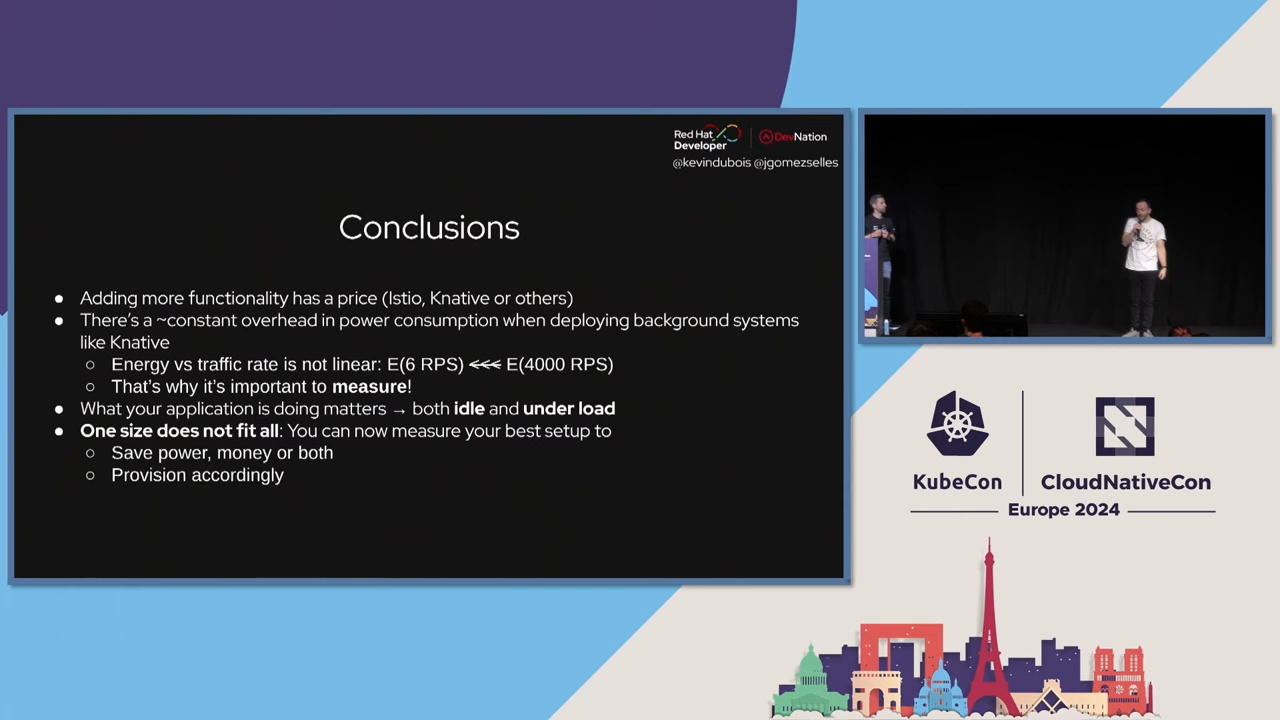 Red Hat
Developer
DevNation
@kevindubois @jgomezselles
Conclusions
● Adding more functionality has a price (Istio, Knative or others)
● There's a ~constant overhead in power consumption when deploying background systems
like Knative
○ Energy vs traffic rate is not linear: E(6 RPS) <<< E(4000 RPS)
○ That's why it's important to measure!
● What your application is doing matters → both idle and under load
● One size does not fit all: You can now measure your best setup to
○ Save power, money or both
○ Provision accordingly
KubeCon
CloudNativeCon
Europe 2024